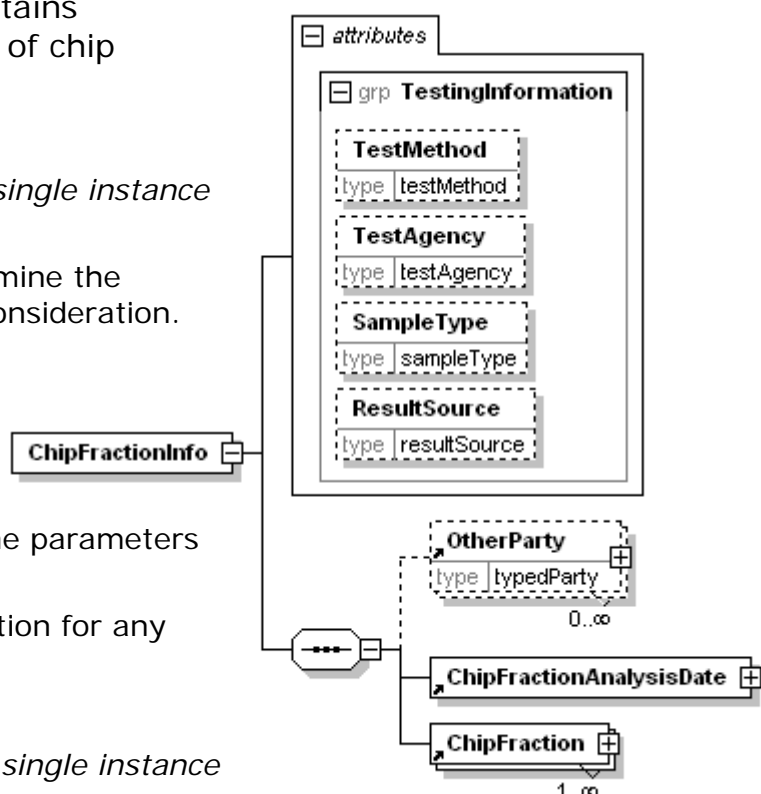 tains
of chip
single instance
mine the
onsideration.
ne parameters
tion for any
single instance
attributes
grp TestingInformation
TestMethod
type testMethod
TestAgency
type testAgency
SampleType
type sampleType
ResultSource
type resultSource
ChipFractionInfo
OtherParty
type typedParty
0..∞
ChipFractionAnalysisDate
ChipFraction
1..∞